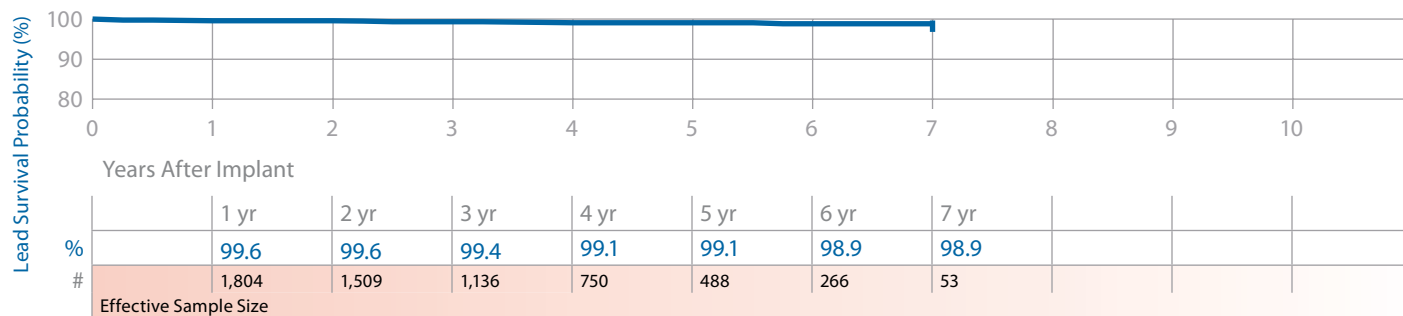 Lead Survival Probability (%)
100
90
80
0 1 2 3 4 5 6 7 8 9 10
Years After Implant
1 yr 2 yr 3 yr 4 yr 5 yr 6 yr 7 yr
% 99.6 99.6 99.4 99.1 99.1 98.9 98.9
# 1,804 1,509 1,136 750 488 266 53
Effective Sample Size